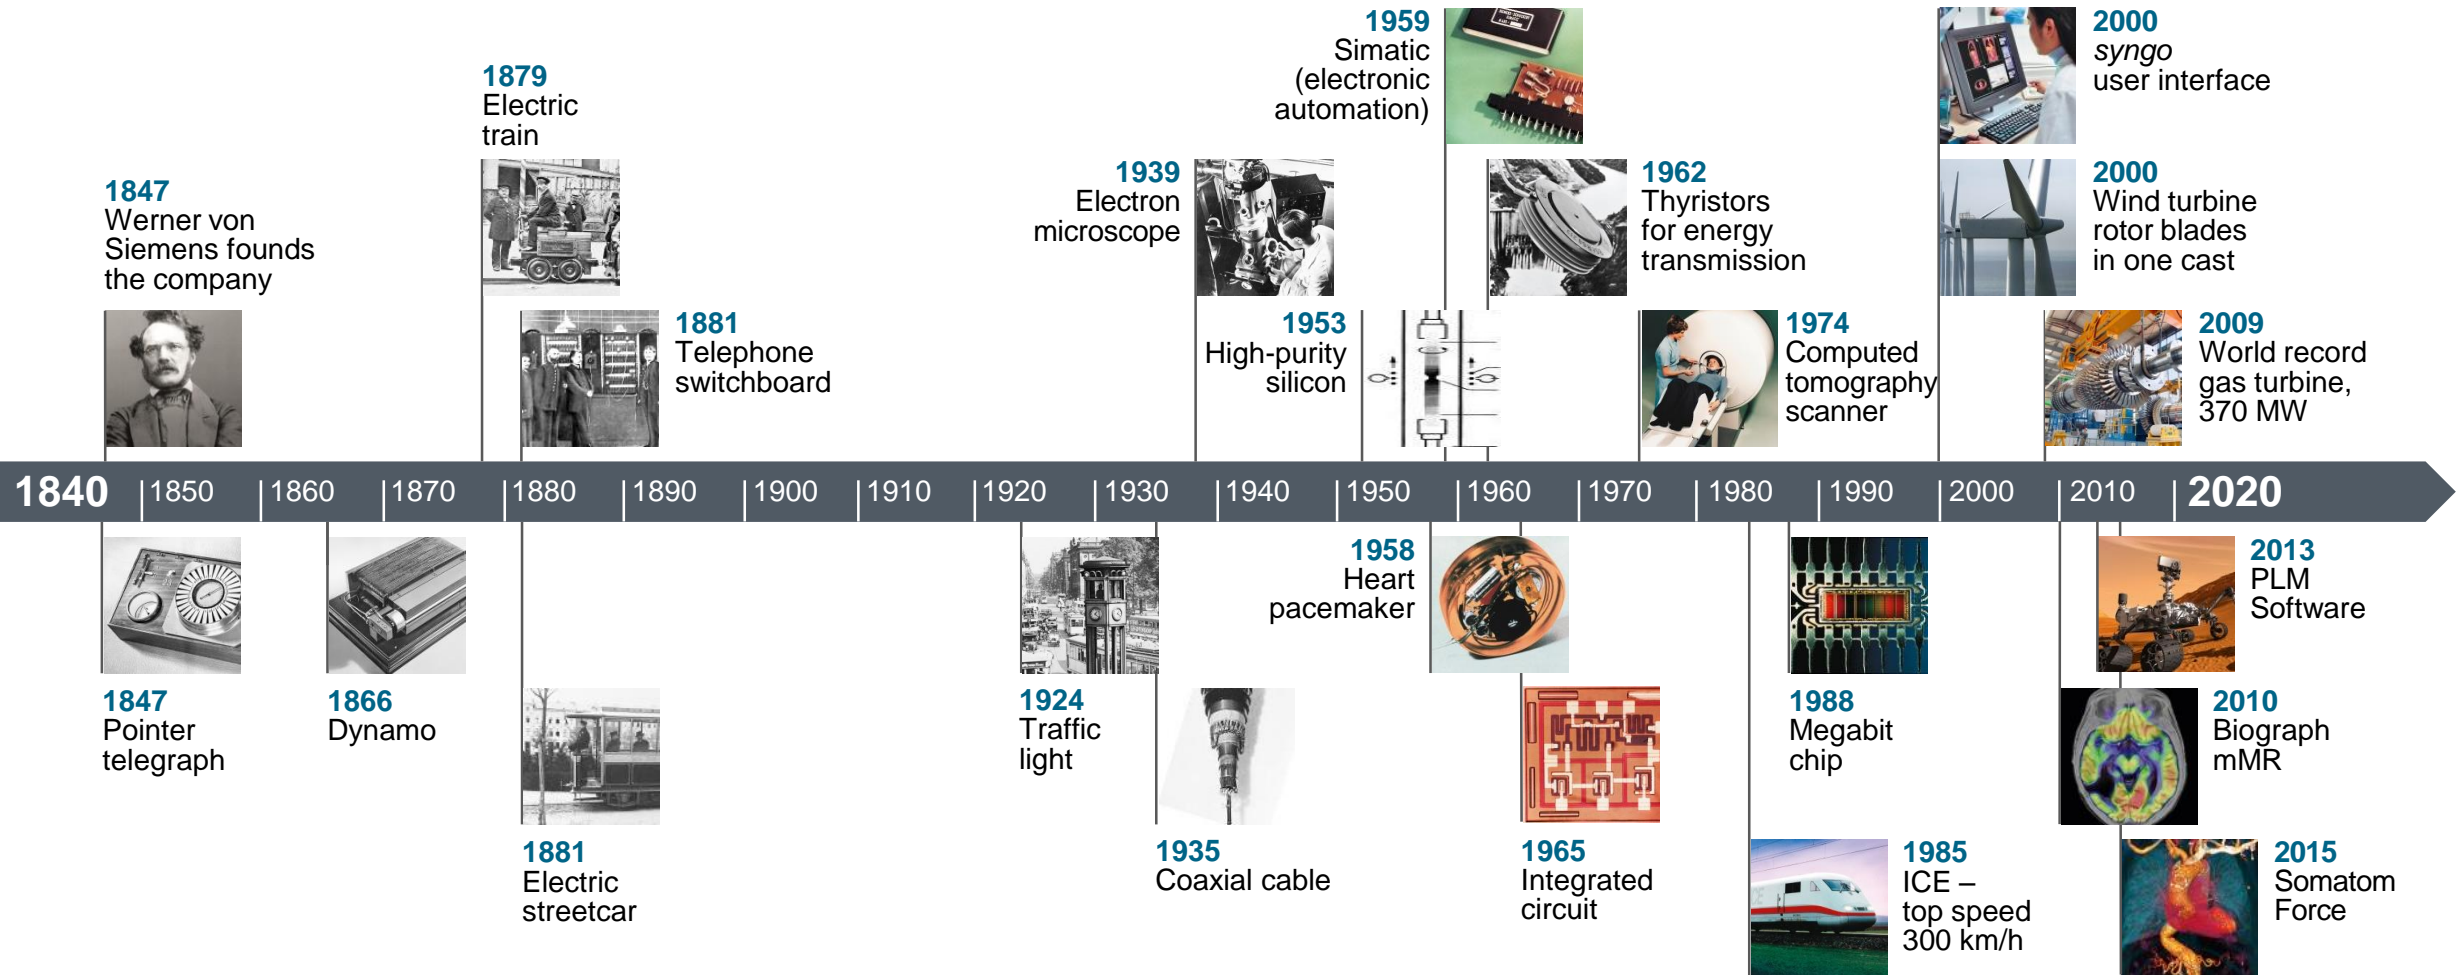 1959
Simatic
(electronic
automation)
2000
syngo
user interface
1879
Electric
train
1939
Electron
microscope
1962
Thyristors
for energy
transmission
2000
Wind turbine
rotor blades
in one cast
1847
Werner von
Siemens founds
the company
1881
Telephone
switchboard
1953
High-purity
silicon
1974
Computed
tomography
scanner
2009
World record
gas turbine,
370 MW
1840 1850 1860 1870 1880 1890 1900 1910 1920 1930 1940 1950 1960 1970 1980 1990 2000 2010 2020
1847
Pointer
telegraph
1866
Dynamo
1881
Electric
streetcar
1924
Traffic
light
1935
Coaxial cable
1958
Heart
pacemaker
1965
Integrated
circuit
1988
Megabit
chip
1985
ICE –
top speed
300 km/h
2013
PLM
Software
2010
Biograph
mMR
2015
Somatom
Force